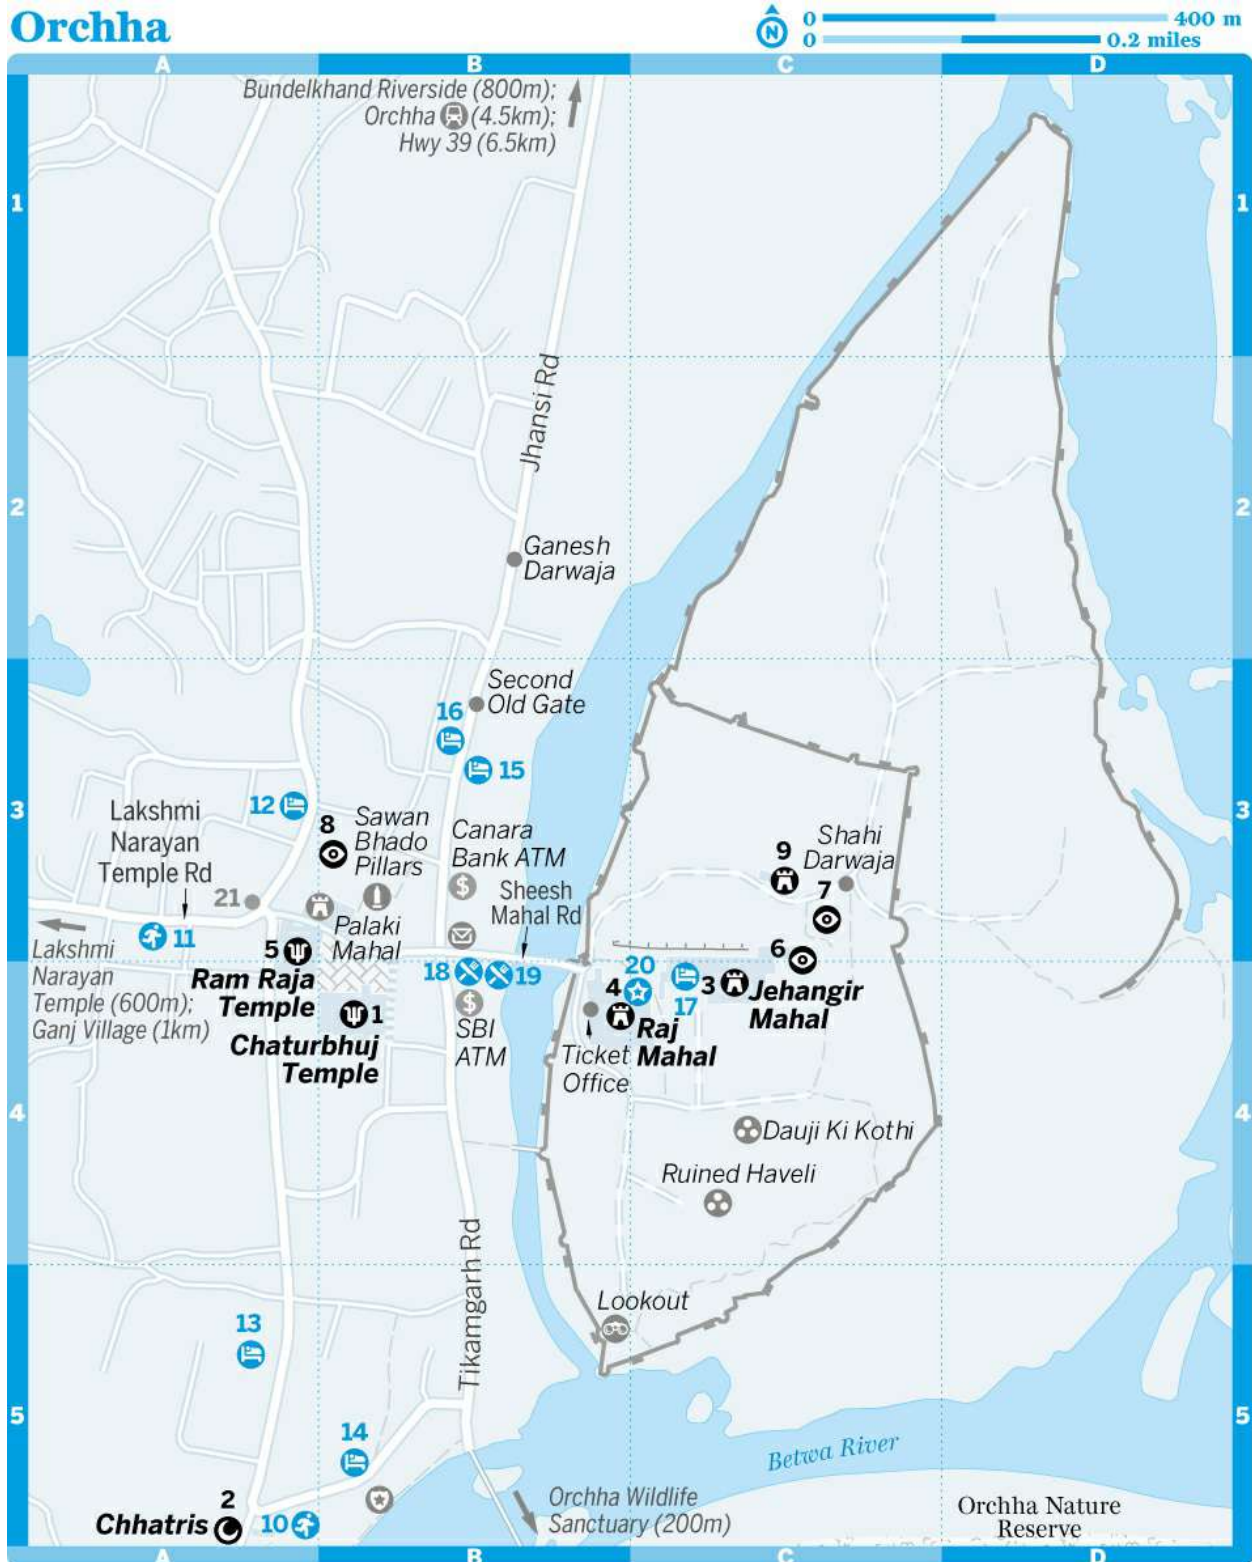 Orchha
N
0
400 m
0
0.2 miles
A
B
C
D
Bundelkhand Riverside (800m);
Orchha (4.5km);
Hwy 39 (6.5km)
1
1
Jhansi Rd
2
2
Ganesh
Darwaja
Second
Old Gate
16
15
3
3
12
Lakshmi
Narayan
Temple Rd
8
Sawan
Bhado
Pillars
Canara
Bank ATM
Shahi
Darwaja
9
7
21
Sheesh
Mahal Rd
Palaki
Mahal
11
Lakshmi
Narayan
Temple (600m);
Ganj Village (1km)
5
Ram Raja
Temple
6
18
19
20
17
4
3
Jehangir
Mahal
1
Chaturbhuj
Temple
SBI
ATM
Raj
Mahal
Ticket
Office
4
4
Dauji Ki Kothi
Ruined Haveli
Tikamgarh Rd
Lookout
13
5
5
14
Betwa River
2
Chhatris
10
Orchha Wildlife
Sanctuary (200m)
Orchha Nature
Reserve
A
B
C
D